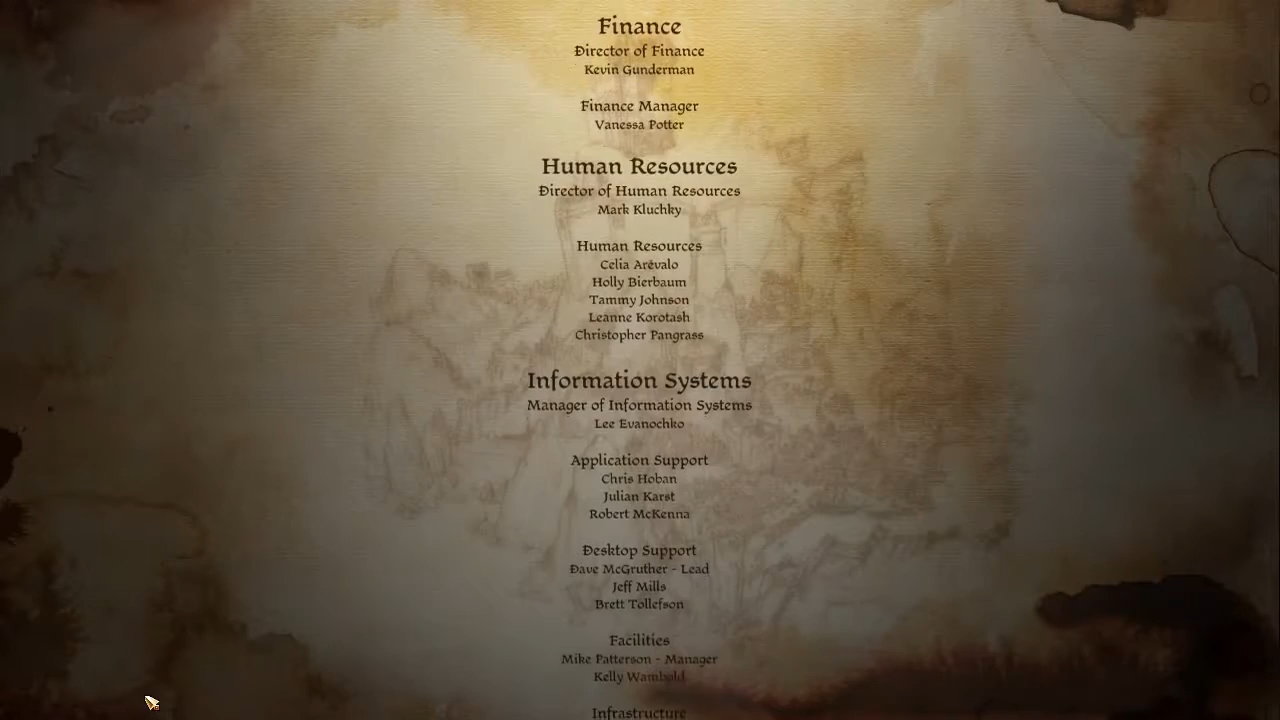 Finance
Director of Finance
Kevin Gunderman
Finance Manager
Vanessa Potter
Human Resources
Director of Human Resources
Mark Kluchky
Human Resources
Celia Arévalo
Holly Bierbaum
Tammy Johnson
Leanne Korotash
Christopher Pangrass
Information Systems
Manager of Information Systems
Lee Evanochko
Application Support
Chris Hoban
Julian Karst
Robert McKenna
Desktop Support
Dave McGruther - Lead
Jeff Mills
Brett Tollefson
Facilities
Mike Patterson - Manager
Kelly Wambold
Infrastructure